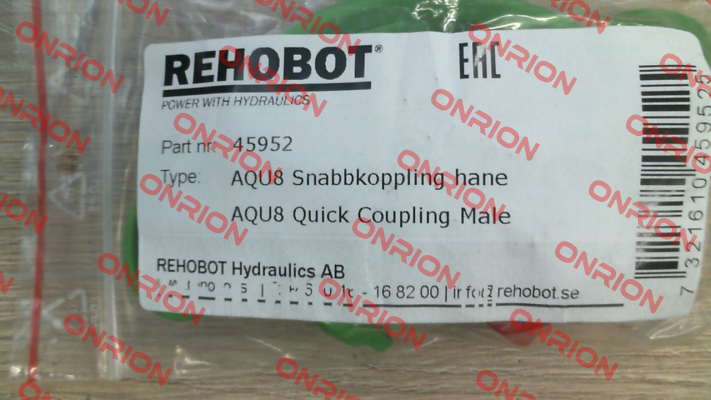 REHOBOT®
EAC
POWER WITH HYDRAULICS
Part nr: 45952
Type: AQU8 Snabbkoppling hane
AQU8 Quick Coupling Male
REHOBOT Hydraulics AB
- 16 82 00 | info@rehobot.se
7 321610 459525
ONRION